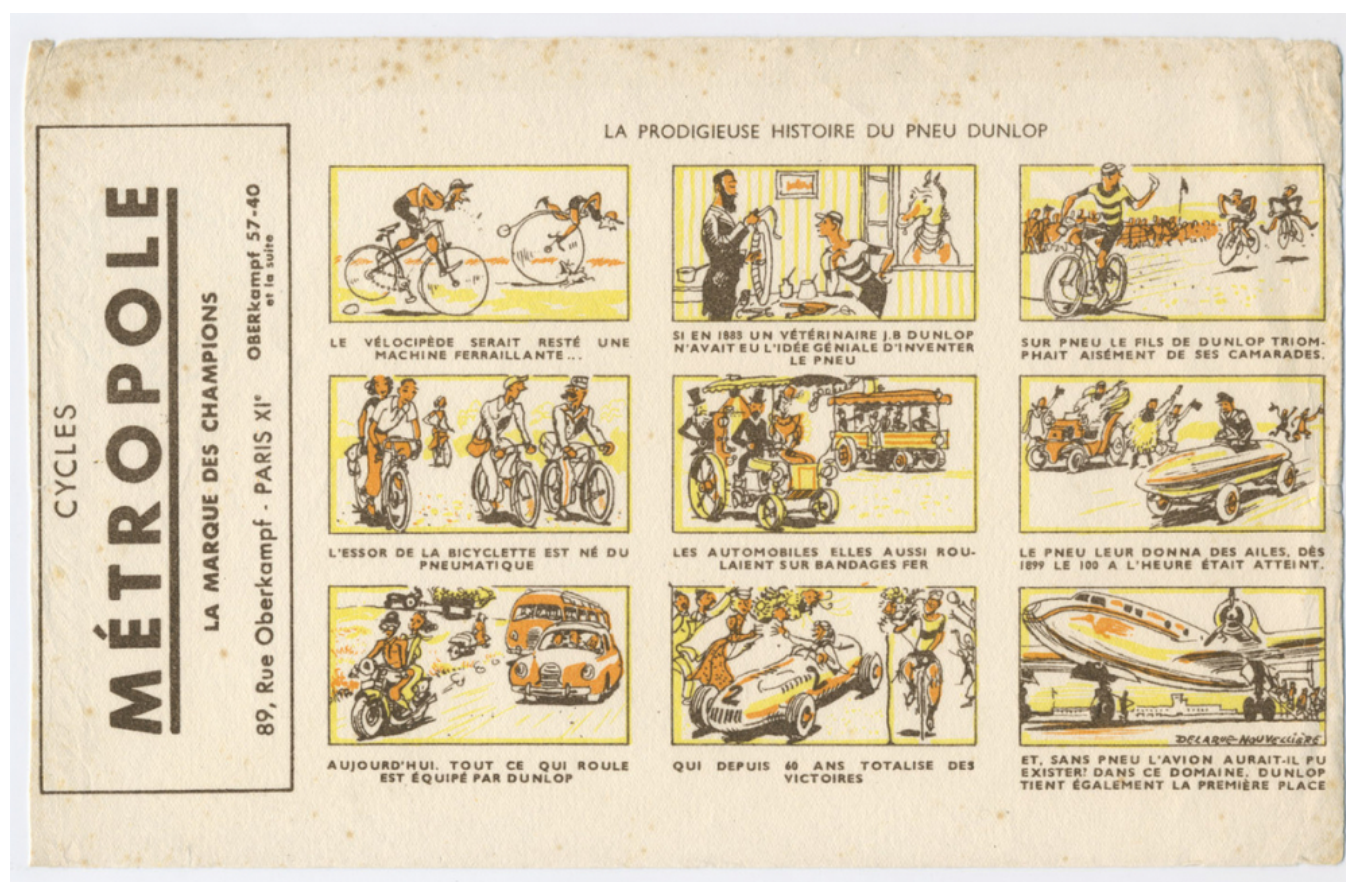 CYCLES
MÉTROPOLE
LA MARQUE DES CHAMPIONS
89, Rue Oberkampf - PARIS XIe OBERkampf 57-40
et la suite
LA PRODIGIEUSE HISTOIRE DU PNEU DUNLOP
LE VÉLOCIPÈDE SERAIT RESTÉ UNE
MACHINE FERRAILLANTE...
SI EN 1888 UN VÉTÉRINAIRE J.B DUNLOP
N'AVAIT EU L'IDÉE GÉNIALE D'INVENTER
LE PNEU
SUR PNEU LE FILS DE DUNLOP TRIOM-
PHAIT AISÉMENT DE SES CAMARADES.
L'ESSOR DE LA BICYCLETTE EST NÉ DU
PNEUMATIQUE
LES AUTOMOBILES ELLES AUSSI ROU-
LAIENT SUR BANDAGES FER
LE PNEU LEUR DONNA DES AILES, DÈS
1899 LE 100 A L'HEURE ÉTAIT ATTEINT.
2
DELARUE-NOUVELLIÈRE
AUJOURD'HUI. TOUT CE QUI ROULE
EST ÉQUIPÉ PAR DUNLOP
QUI DEPUIS 60 ANS TOTALISE DES
VICTOIRES
ET, SANS PNEU L'AVION AURAIT-IL PU
EXISTER? DANS CE DOMAINE. DUNLOP
TIENT ÉGALEMENT LA PREMIÈRE PLACE